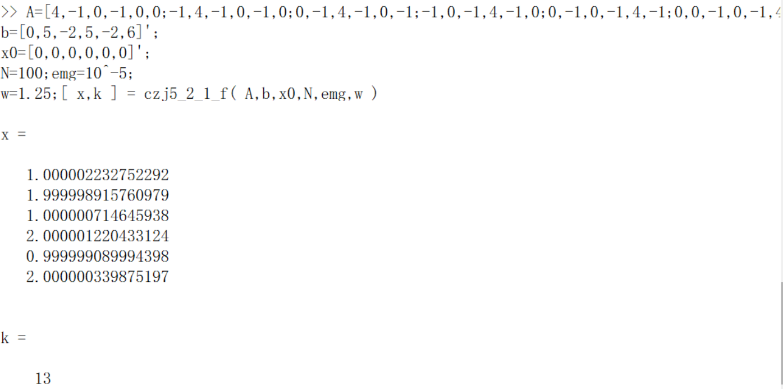 >> A=[4,-1,0,-1,0,0;-1,4,-1,0,-1,0;0,-1,4,-1,0,-1;-1,0,-1,4,-1,0;0,-1,0,-1,4,-1;0,0,-1,0,-1,4
b=[0,5,-2,5,-2,6]';
x0=[0,0,0,0,0,0]';
N=100;emg=10^-5;
w=1.25;[ x,k ] = czj5_2_1_f( A,b,x0,N,emg,w )
x =
1.000002232752292
1.999998915760979
1.000000714645938
2.000001220433124
0.999999089994398
2.000000339875197
k =
13